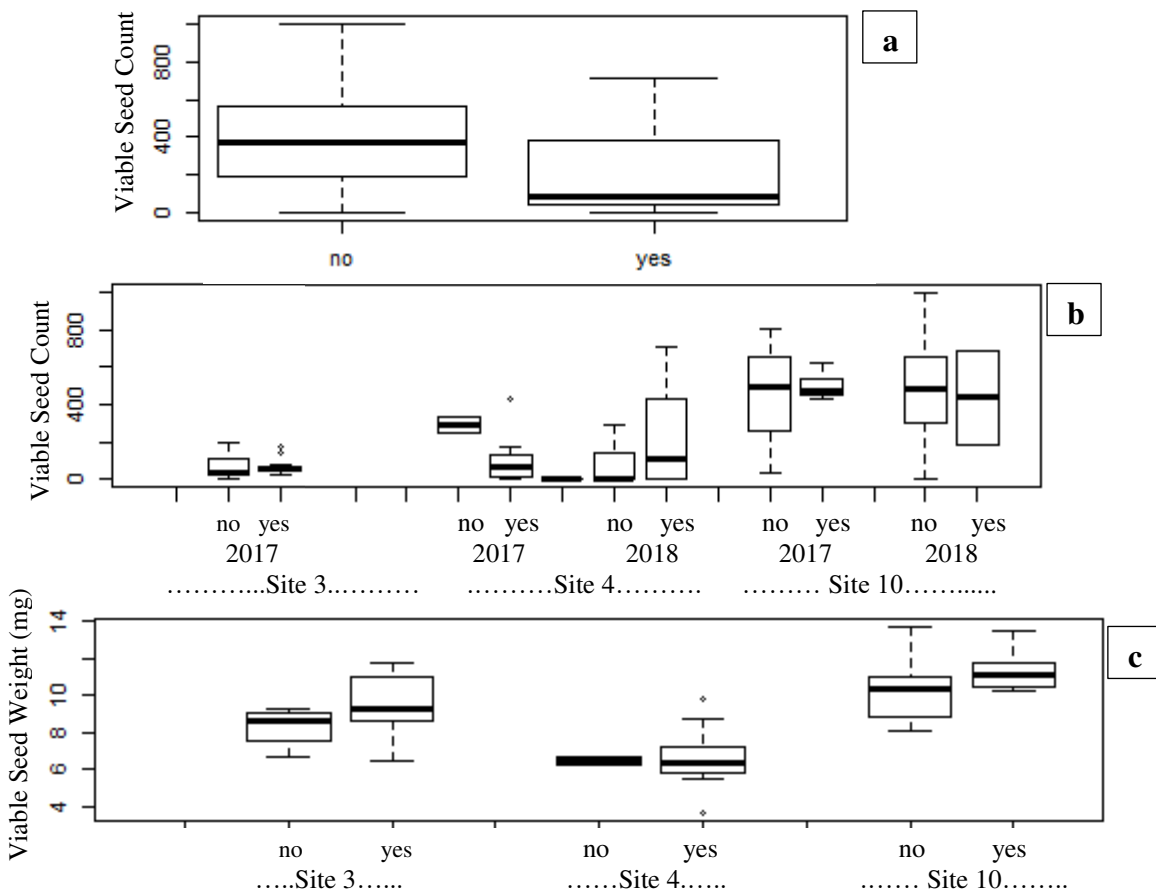 a
Viable Seed Count
800
400
0
no yes
b
Viable Seed Count
800
400
0
no yes no yes no yes no yes no yes
2017 2017 2018 2017 2018
………...Site 3..……… ……….Site 4………. ……… Site 10……......
c
Viable Seed Weight (mg)
14
10
8
6
4
no yes no yes no yes
…..Site 3…... ……Site 4.….. ….… Site 10……..